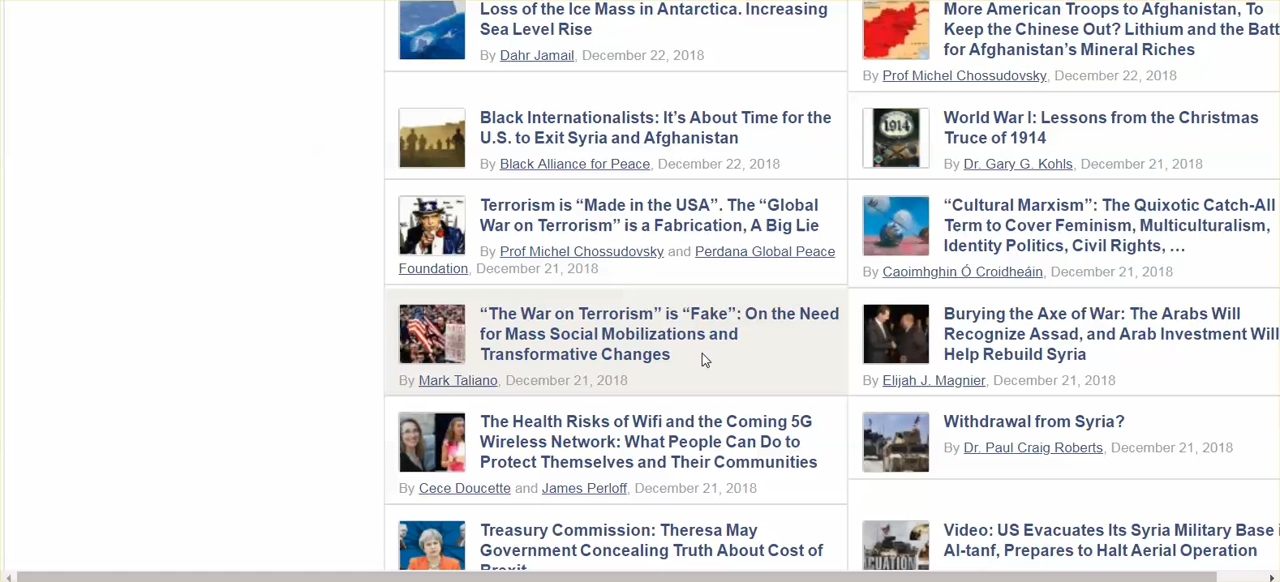 Loss of the Ice Mass in Antarctica. Increasing
Sea Level Rise
By Dahr Jamail, December 22, 2018
Black Internationalists: It’s About Time for the
U.S. to Exit Syria and Afghanistan
By Black Alliance for Peace, December 22, 2018
Terrorism is “Made in the USA”. The “Global
War on Terrorism” is a Fabrication, A Big Lie
By Prof Michel Chossudovsky and Perdana Global Peace
Foundation, December 21, 2018
“The War on Terrorism” is “Fake”: On the Need
for Mass Social Mobilizations and
Transformative Changes
By Mark Taliano, December 21, 2018
The Health Risks of Wifi and the Coming 5G
Wireless Network: What People Can Do to
Protect Themselves and Their Communities
By Cece Doucette and James Perloff, December 21, 2018
Treasury Commission: Theresa May
Government Concealing Truth About Cost of
Brexit
More American Troops to Afghanistan, To
Keep the Chinese Out? Lithium and the Batt
for Afghanistan’s Mineral Riches
By Prof Michel Chossudovsky, December 22, 2018
1914
World War I: Lessons from the Christmas
Truce of 1914
By Dr. Gary G. Kohls, December 21, 2018
“Cultural Marxism”: The Quixotic Catch-All
Term to Cover Feminism, Multiculturalism,
Identity Politics, Civil Rights, …
By Caoimhghin Ó Croidheáin, December 21, 2018
Burying the Axe of War: The Arabs Will
Recognize Assad, and Arab Investment Will
Help Rebuild Syria
By Elijah J. Magnier, December 21, 2018
Withdrawal from Syria?
By Dr. Paul Craig Roberts, December 21, 2018
Video: US Evacuates Its Syria Military Base i
Al-tanf, Prepares to Halt Aerial Operation